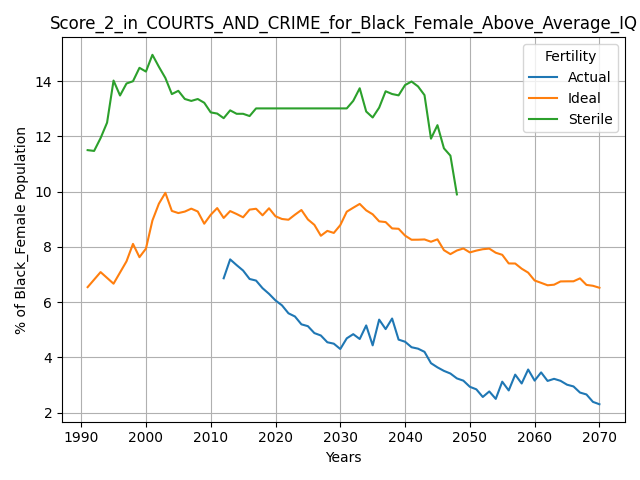 Score_2_in_COURTS_AND_CRIME_for_Black_Female_Above_Average_IQ
Fertility
Actual
Ideal
Sterile
% of Black_Female Population
14
12
10
8
6
4
2
1990 2000 2010 2020 2030 2040 2050 2060 2070
Years